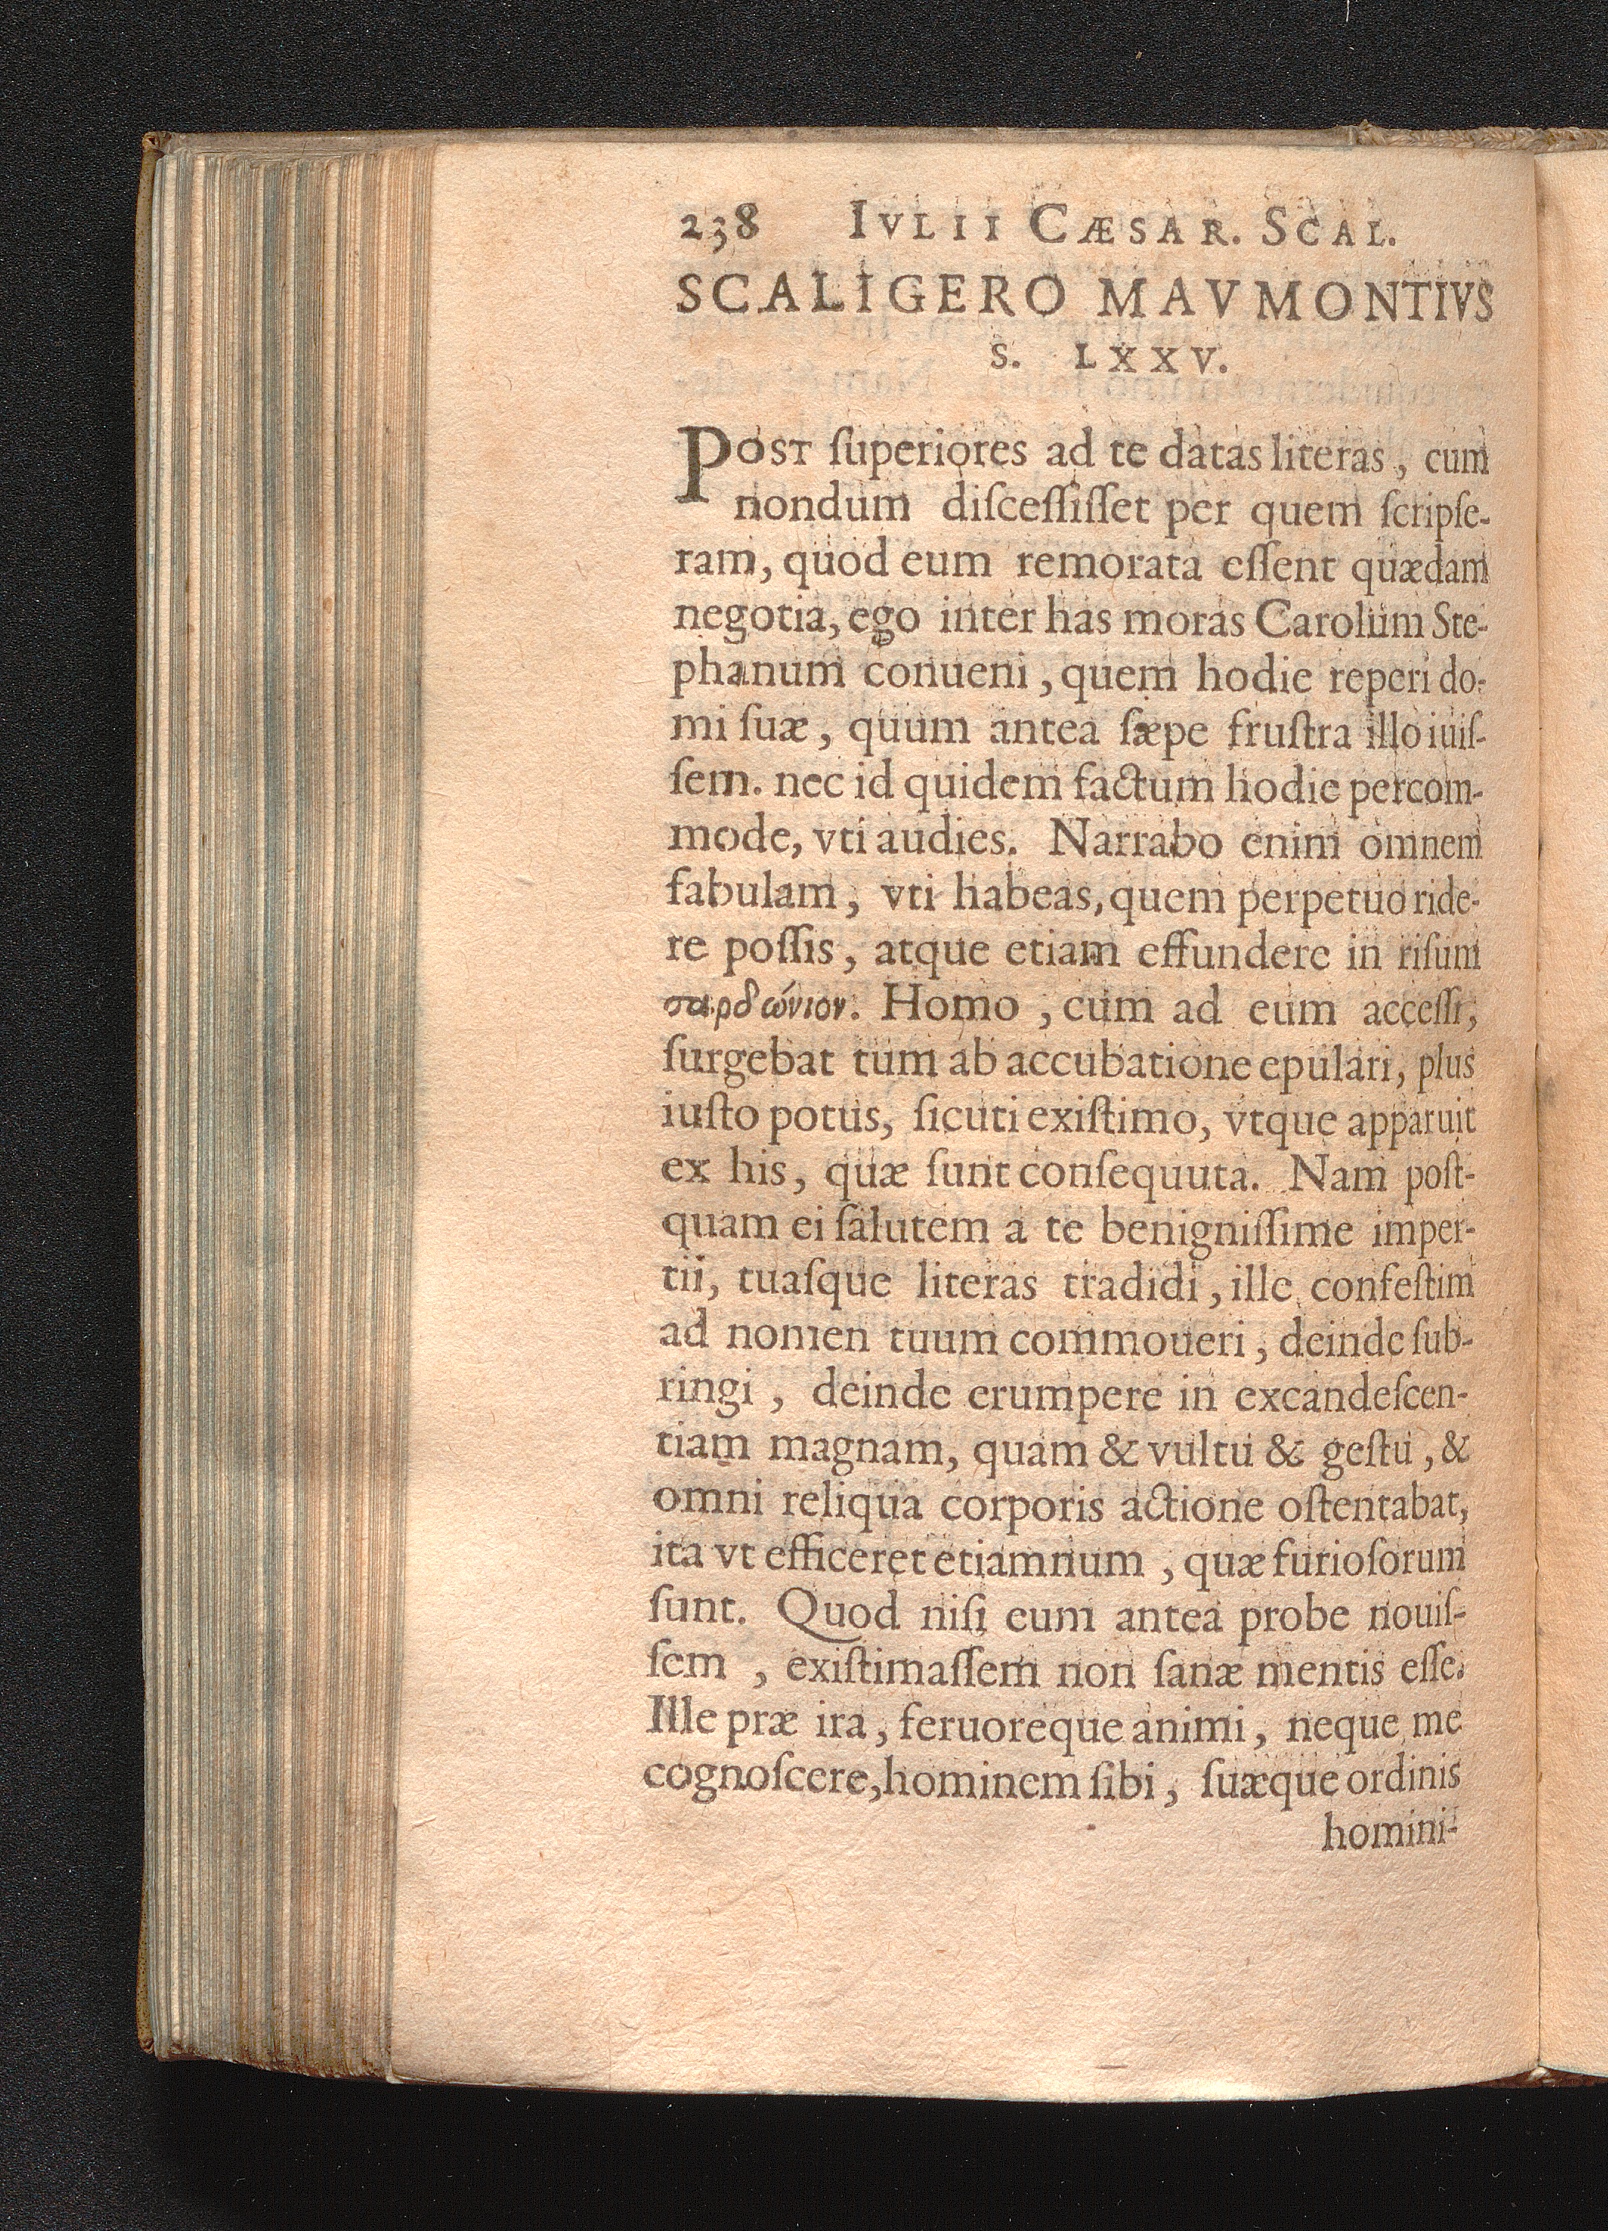 238 IVLII CÆSAR. SCAL.
SCALIGERO MAVMONTIVS
S. LXXV.
POST ſuperiores ad te datas literas, cum
nondum diſceſſiſſet per quem ſcripſe-
ram, quod eum remorata eſſent quædam
negotia, ego inter has moras Carolum Ste-
phanum conueni, quem hodie reperi do-
mi ſuæ, quum antea ſæpe fruſtra illo iuiſ-
ſem. nec id quidem factum hodie percom-
mode, vti audies. Narrabo enim omnem
fabulam, vti habeas, quem perpetuo ride-
re poſſis, atque etiam effundere in riſum
σαρδώνιον. Homo, cum ad eum acceſſi,
ſurgebat tum ab accubatione epulari, plus
iuſto potus, ſicuti exiſtimo, vtque apparuit
ex his, quæ ſunt conſequuta. Nam poſt-
quam ei ſalutem a te benigniſſime imper-
tii, tuaſque literas tradidi, ille confeſtim
ad nomen tuum commoueri, deinde ſub-
ringi, deinde erumpere in excandeſcen-
tiam magnam, quam & vultu & geſtu, &
omni reliqua corporis actione oſtentabat,
ita vt efficeret etiamnum, quæ furioſorum
ſunt. Quod niſi eum antea probe nouiſ-
ſem, exiſtimaſſem non ſanæ mentis eſſe.
Ille præ ira, feruoreque animi, neque me
cognoſcere, hominem ſibi, ſuæque ordinis
homini-